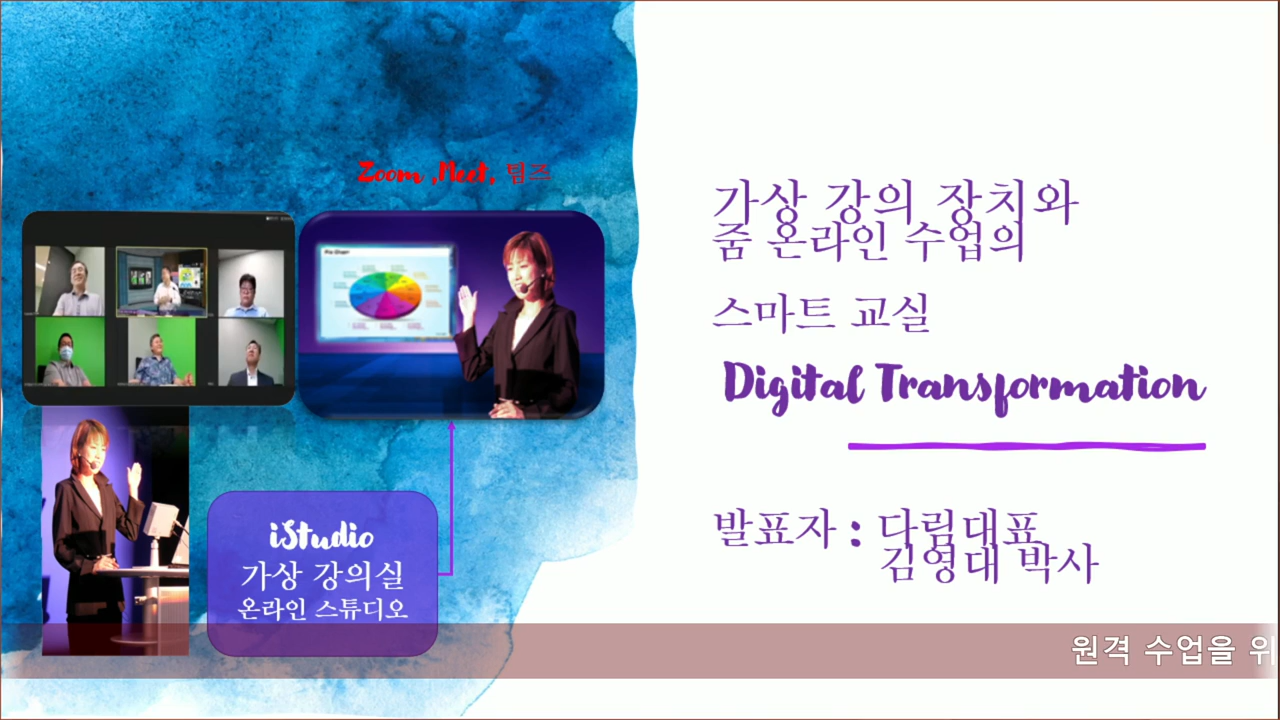 Zoom ,Meet, 팀즈
Pie Chart
iStudio
가상 강의실
온라인 스튜디오
가상 강의 장치와
줌 온라인 수업의
스마트 교실
Digital Transformation
발표자 : 다림대표
김영대 박사
원격 수업을 위